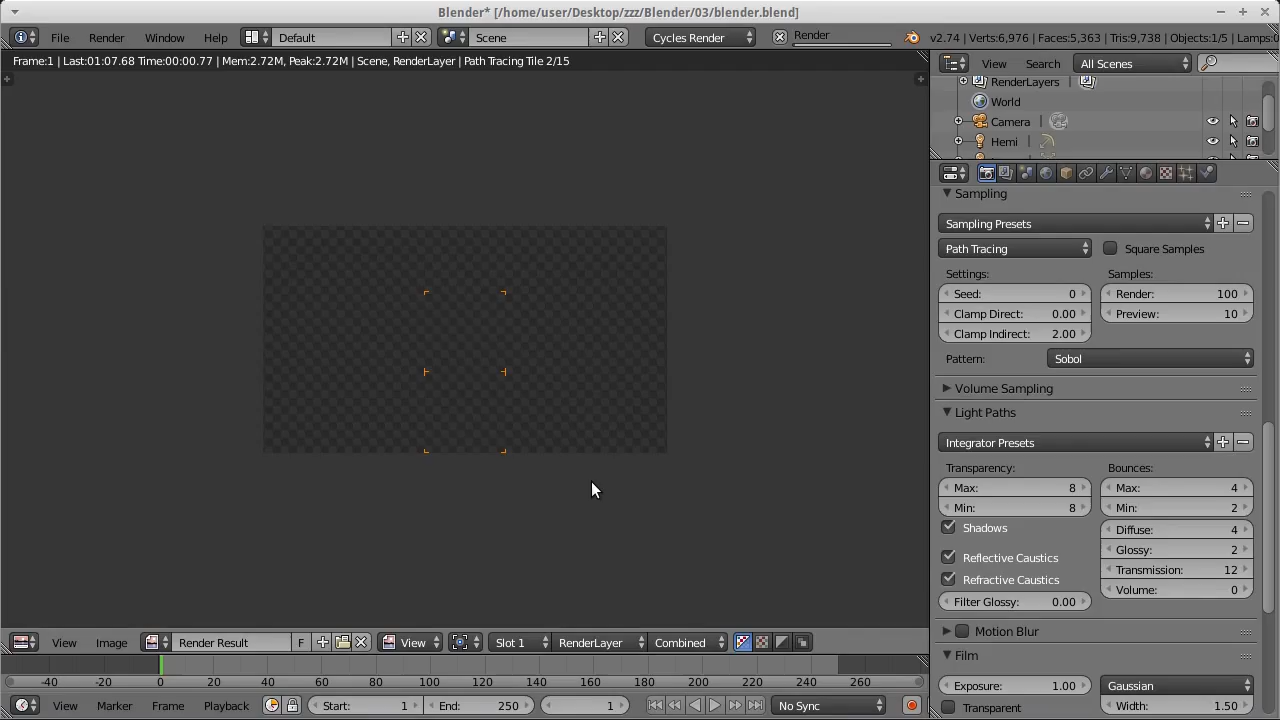 Blender* [/home/user/Desktop/zzz/Blender/03/blender.blend]
File Render Window Help Default Scene Cycles Render Render v2.74 | Verts:6,976 | Faces:5,363 | Tris:9,738 | Objects:1/5 | Lamps:0
Frame:1 | Last:01:07.68 Time:00:00.77 | Mem:2.72M, Peak:2.72M | Scene, RenderLayer | Path Tracing Tile 2/15
View Search All Scenes
RenderLayers
World
Camera
Hemi
Sampling
Sampling Presets
Path Tracing Square Samples
Settings: Samples:
Seed: 0 Render: 100
Clamp Direct: 0.00 Preview: 10
Clamp Indirect: 2.00
Pattern: Sobol
Volume Sampling
Light Paths
Integrator Presets
Transparency: Bounces:
Max: 8 Max: 4
Min: 8 Min: 2
Shadows Diffuse: 4
Reflective Caustics Glossy: 2
Refractive Caustics Transmission: 12
Filter Glossy: 0.00 Volume: 0
Motion Blur
Film
Exposure: 1.00 Gaussian
Transparent Width: 1.50
View Image Render Result F View Slot 1 RenderLayer Combined
-40 -20 0 20 40 60 80 100 120 140 160 180 200 220 240 260
View Marker Frame Playback Start: 1 End: 250 1 No Sync